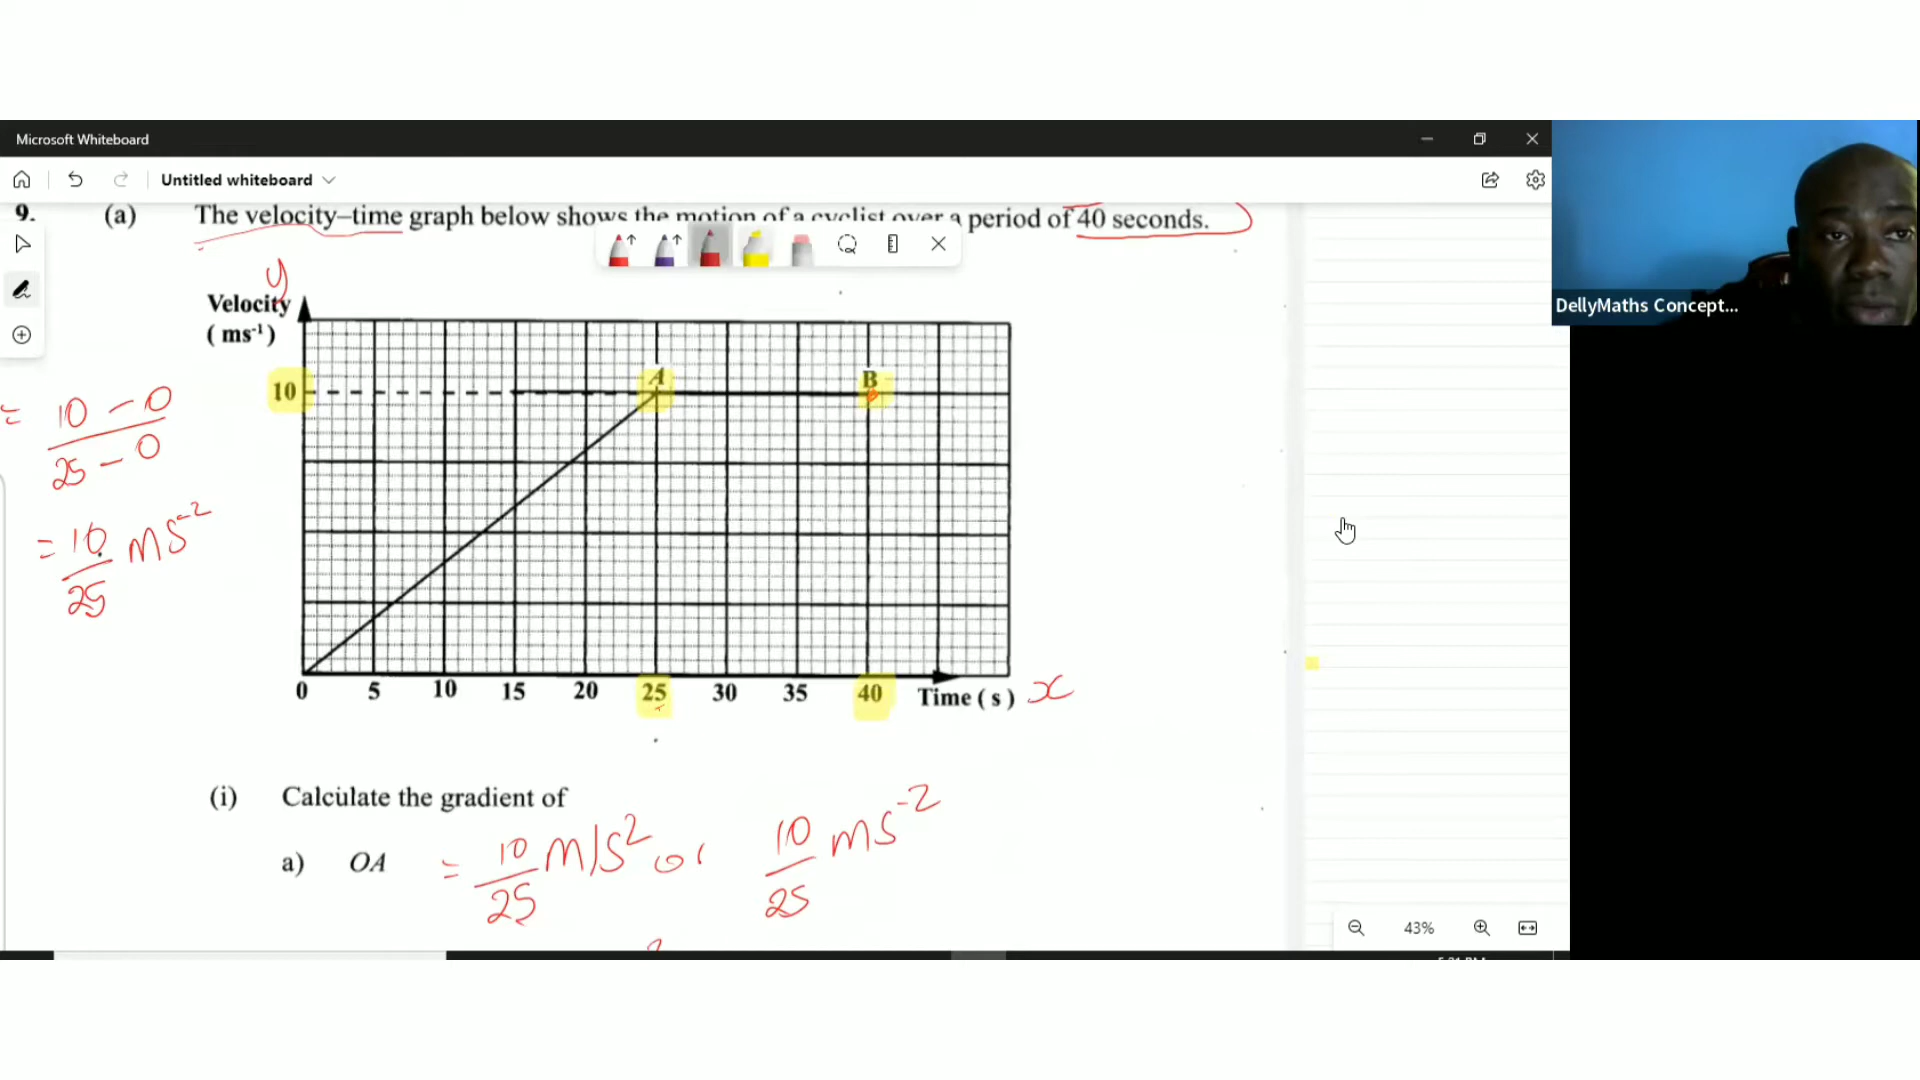 Microsoft Whiteboard
Untitled whiteboard
9. (a) The velocity–time graph below shows the motion of a cyclist over a period of 40 seconds.
y
Velocity
( ms⁻¹ )
10
A
B
= 10 – 0
25 – 0
= 10 ms⁻²
25
0 5 10 15 20 25 30 35 40 Time ( s ) x
(i) Calculate the gradient of
a) OA = 10 m/s² or 10 ms⁻²
25 25
DellyMaths Concept...
43%